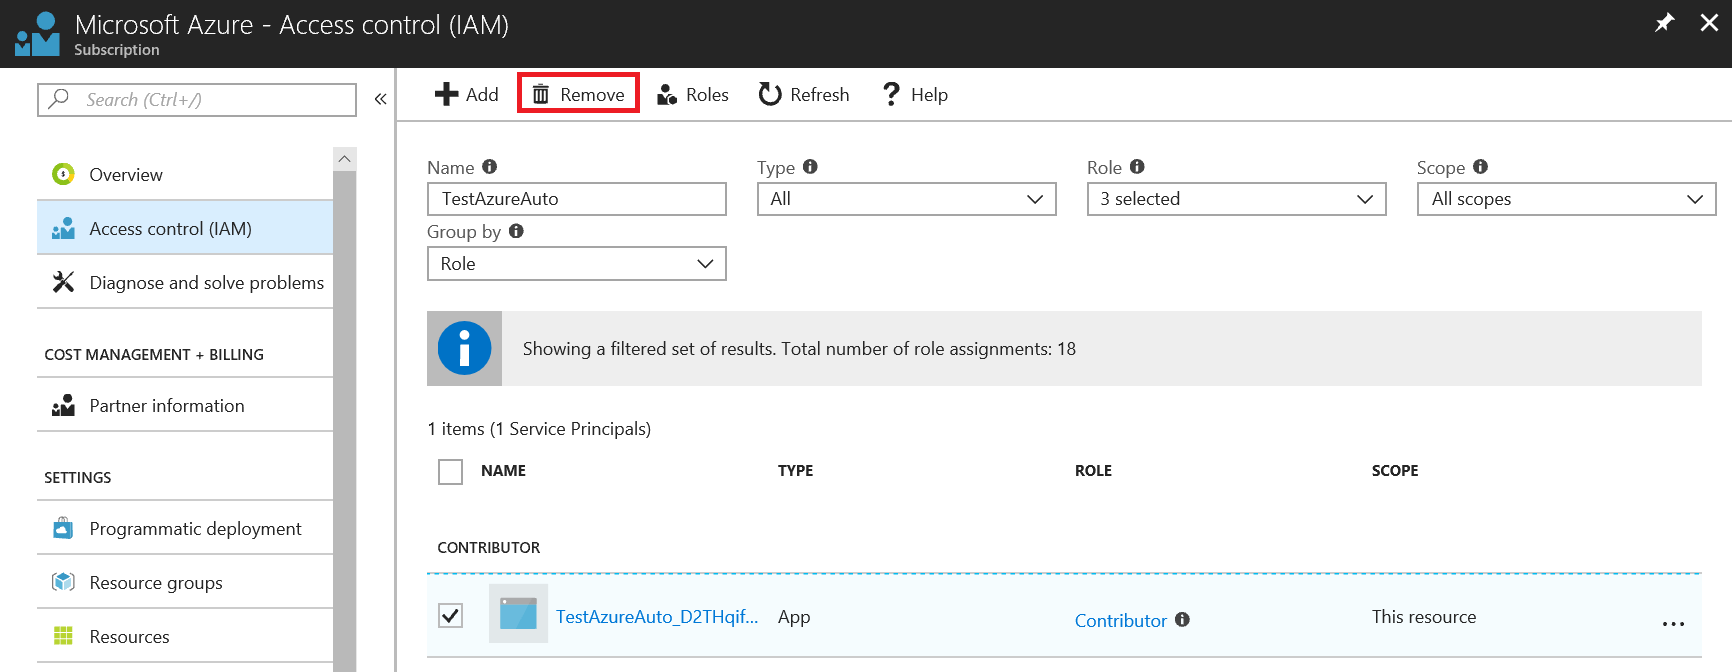 Microsoft Azure - Access control (IAM)
Subscription
Search (Ctrl+/)
Overview
Access control (IAM)
Diagnose and solve problems
COST MANAGEMENT + BILLING
Partner information
SETTINGS
Programmatic deployment
Resource groups
Resources
Add Remove Roles Refresh Help
Name Type Role Scope
TestAzureAuto All 3 selected All scopes
Group by
Role
Showing a filtered set of results. Total number of role assignments: 18
1 items (1 Service Principals)
NAME TYPE ROLE SCOPE
CONTRIBUTOR
TestAzureAuto_D2THqif... App Contributor This resource